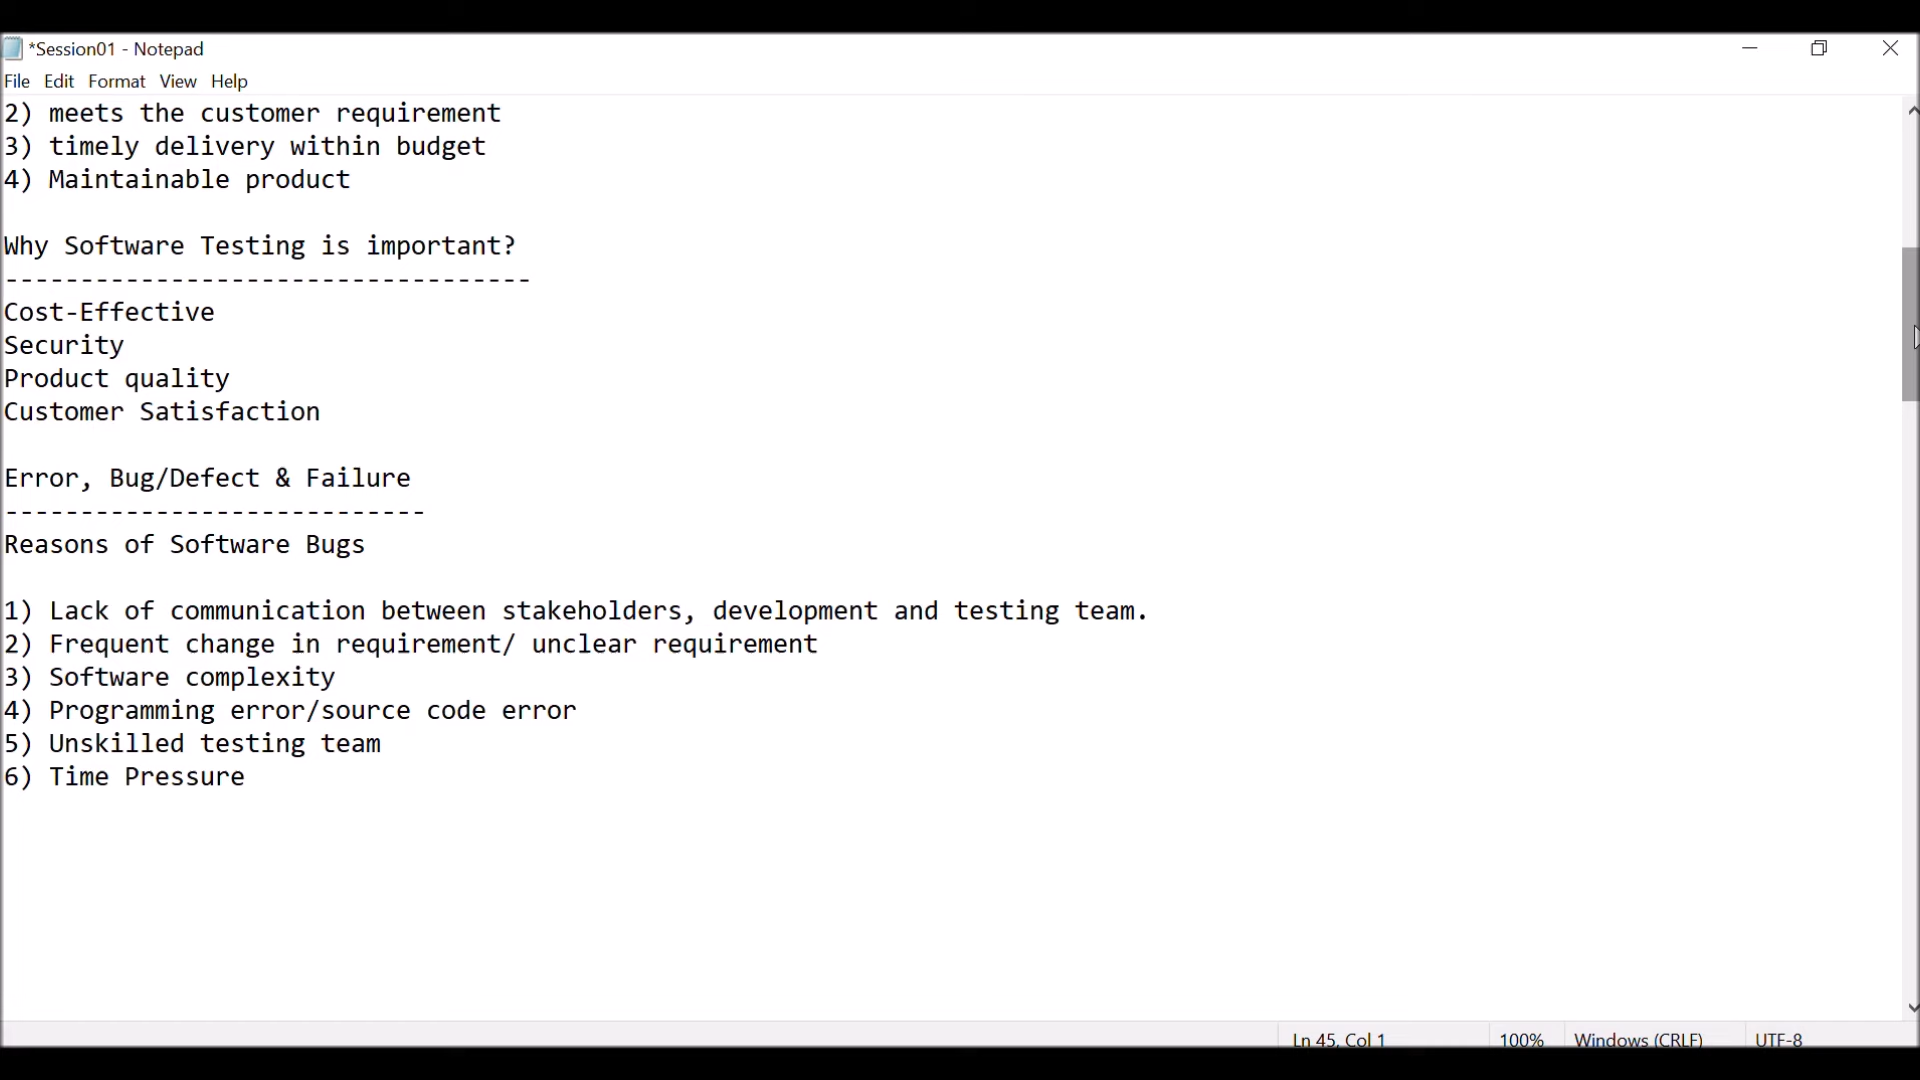 *Session01 - Notepad
File Edit Format View Help
2) meets the customer requirement
3) timely delivery within budget
4) Maintainable product
Why Software Testing is important?
-----------------------------------
Cost-Effective
Security
Product quality
Customer Satisfaction
Error, Bug/Defect & Failure
----------------------------
Reasons of Software Bugs
1) Lack of communication between stakeholders, development and testing team.
2) Frequent change in requirement/ unclear requirement
3) Software complexity
4) Programming error/source code error
5) Unskilled testing team
6) Time Pressure
Ln 45, Col 1 100% Windows (CRLF) UTF-8